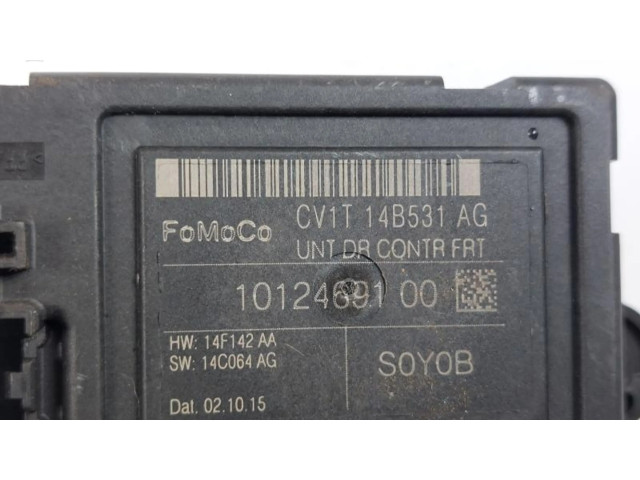 FoMoCo CV1T 14B531 AG
UNT DR CONTR FRT
10124691 00
HW: 14F142 AA
SW: 14C064 AG
S0Y0B
Dat. 02.10.15